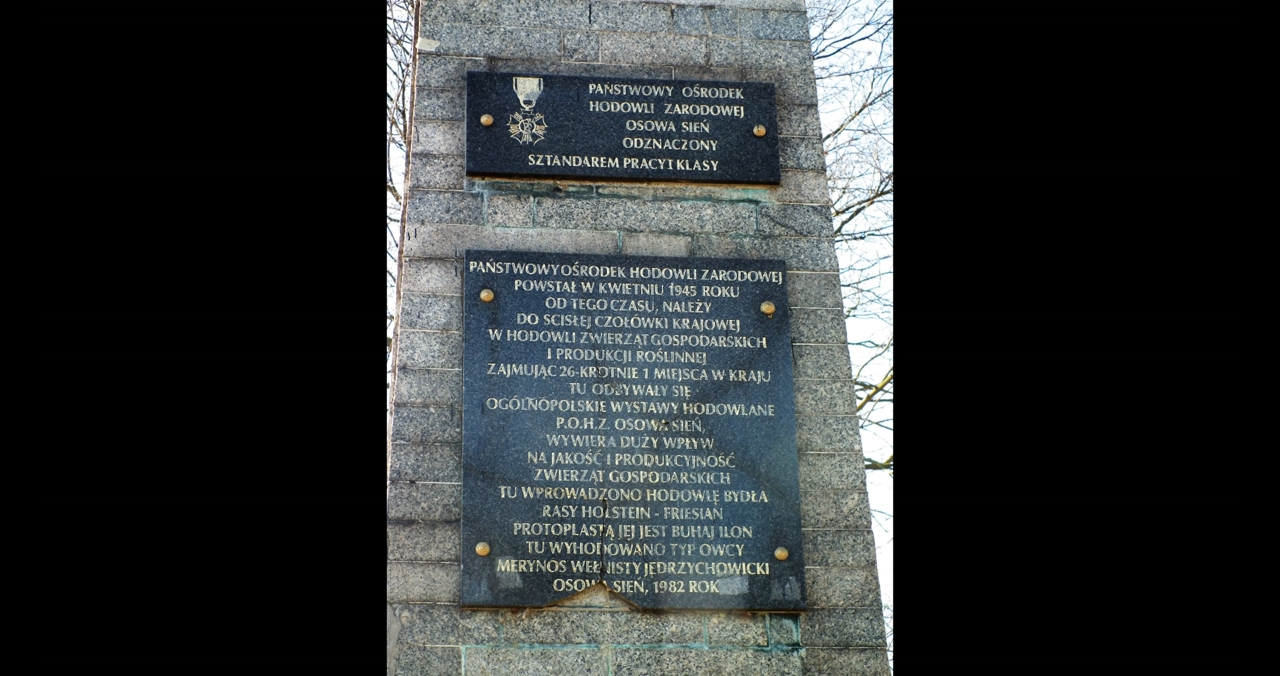 PAŃSTWOWY OŚRODEK
HODOWLI ZARODOWEJ
OSOWA SIEŃ
ODZNACZONY
SZTANDAREM PRACY I KLASY
PAŃSTWOWY OŚRODEK HODOWLI ZARODOWEJ
POWSTAŁ W KWIETNIU 1945 ROKU
OD TEGO CZASU, NALEŻY
DO SCISŁEJ CZOŁÓWKI KRAJOWEJ
W HODOWLI ZWIERZĄT GOSPODARSKICH
I PRODUKCJI ROŚLINNEJ
ZAJMUJĄC 26-KROTNIE 1 MIEJSCA W KRAJU
TU ODBYWAŁY SIĘ
OGÓLNOPOLSKIE WYSTAWY HODOWLANE
P.O.H.Z. OSOWA SIEŃ,
WYWIERA DUŻY WPŁYW
NA JAKOŚĆ I PRODUKCYJNOŚĆ
ZWIERZĄT GOSPODARSKICH
TU WPROWADZONO HODOWLĘ BYDŁA
RASY HOLSTEIN - FRIESIAN
PROTOPLASTĄ JEJ JEST BUHAJ ILON
TU WYHODOWANO TYP OWCY
MERYNOS WEŁNISTY JĘDRZYCHOWICKI
OSOWA SIEŃ, 1982 ROK